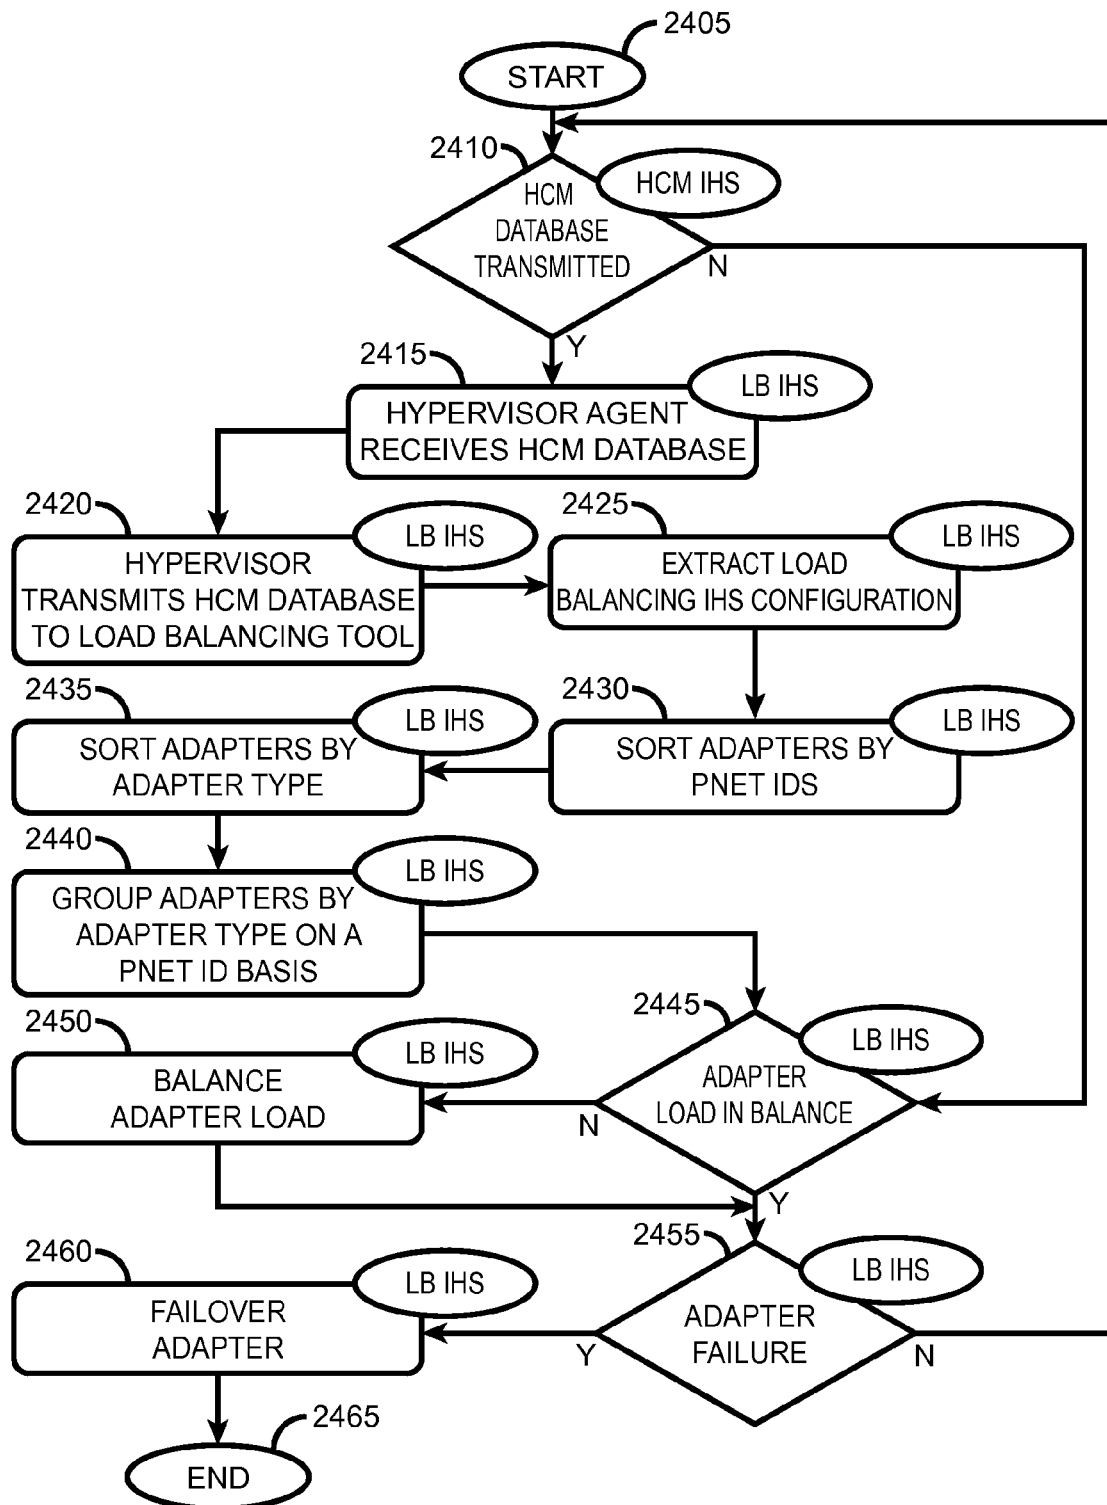 2405
START
2410
HCM IHS
HCM
DATABASE
TRANSMITTED
N
Y
2415
LB IHS
HYPERVISOR AGENT
RECEIVES HCM DATABASE
2420
LB IHS
HYPERVISOR
TRANSMITS HCM DATABASE
TO LOAD BALANCING TOOL
2425
LB IHS
EXTRACT LOAD
BALANCING IHS CONFIGURATION
2435
LB IHS
SORT ADAPTERS BY
ADAPTER TYPE
2430
LB IHS
SORT ADAPTERS BY
PNET IDS
2440
LB IHS
GROUP ADAPTERS BY
ADAPTER TYPE ON A
PNET ID BASIS
2445
LB IHS
ADAPTER
LOAD IN BALANCE
N
Y
2450
LB IHS
BALANCE
ADAPTER LOAD
2455
LB IHS
ADAPTER
FAILURE
Y
N
2460
LB IHS
FAILOVER
ADAPTER
2465
END